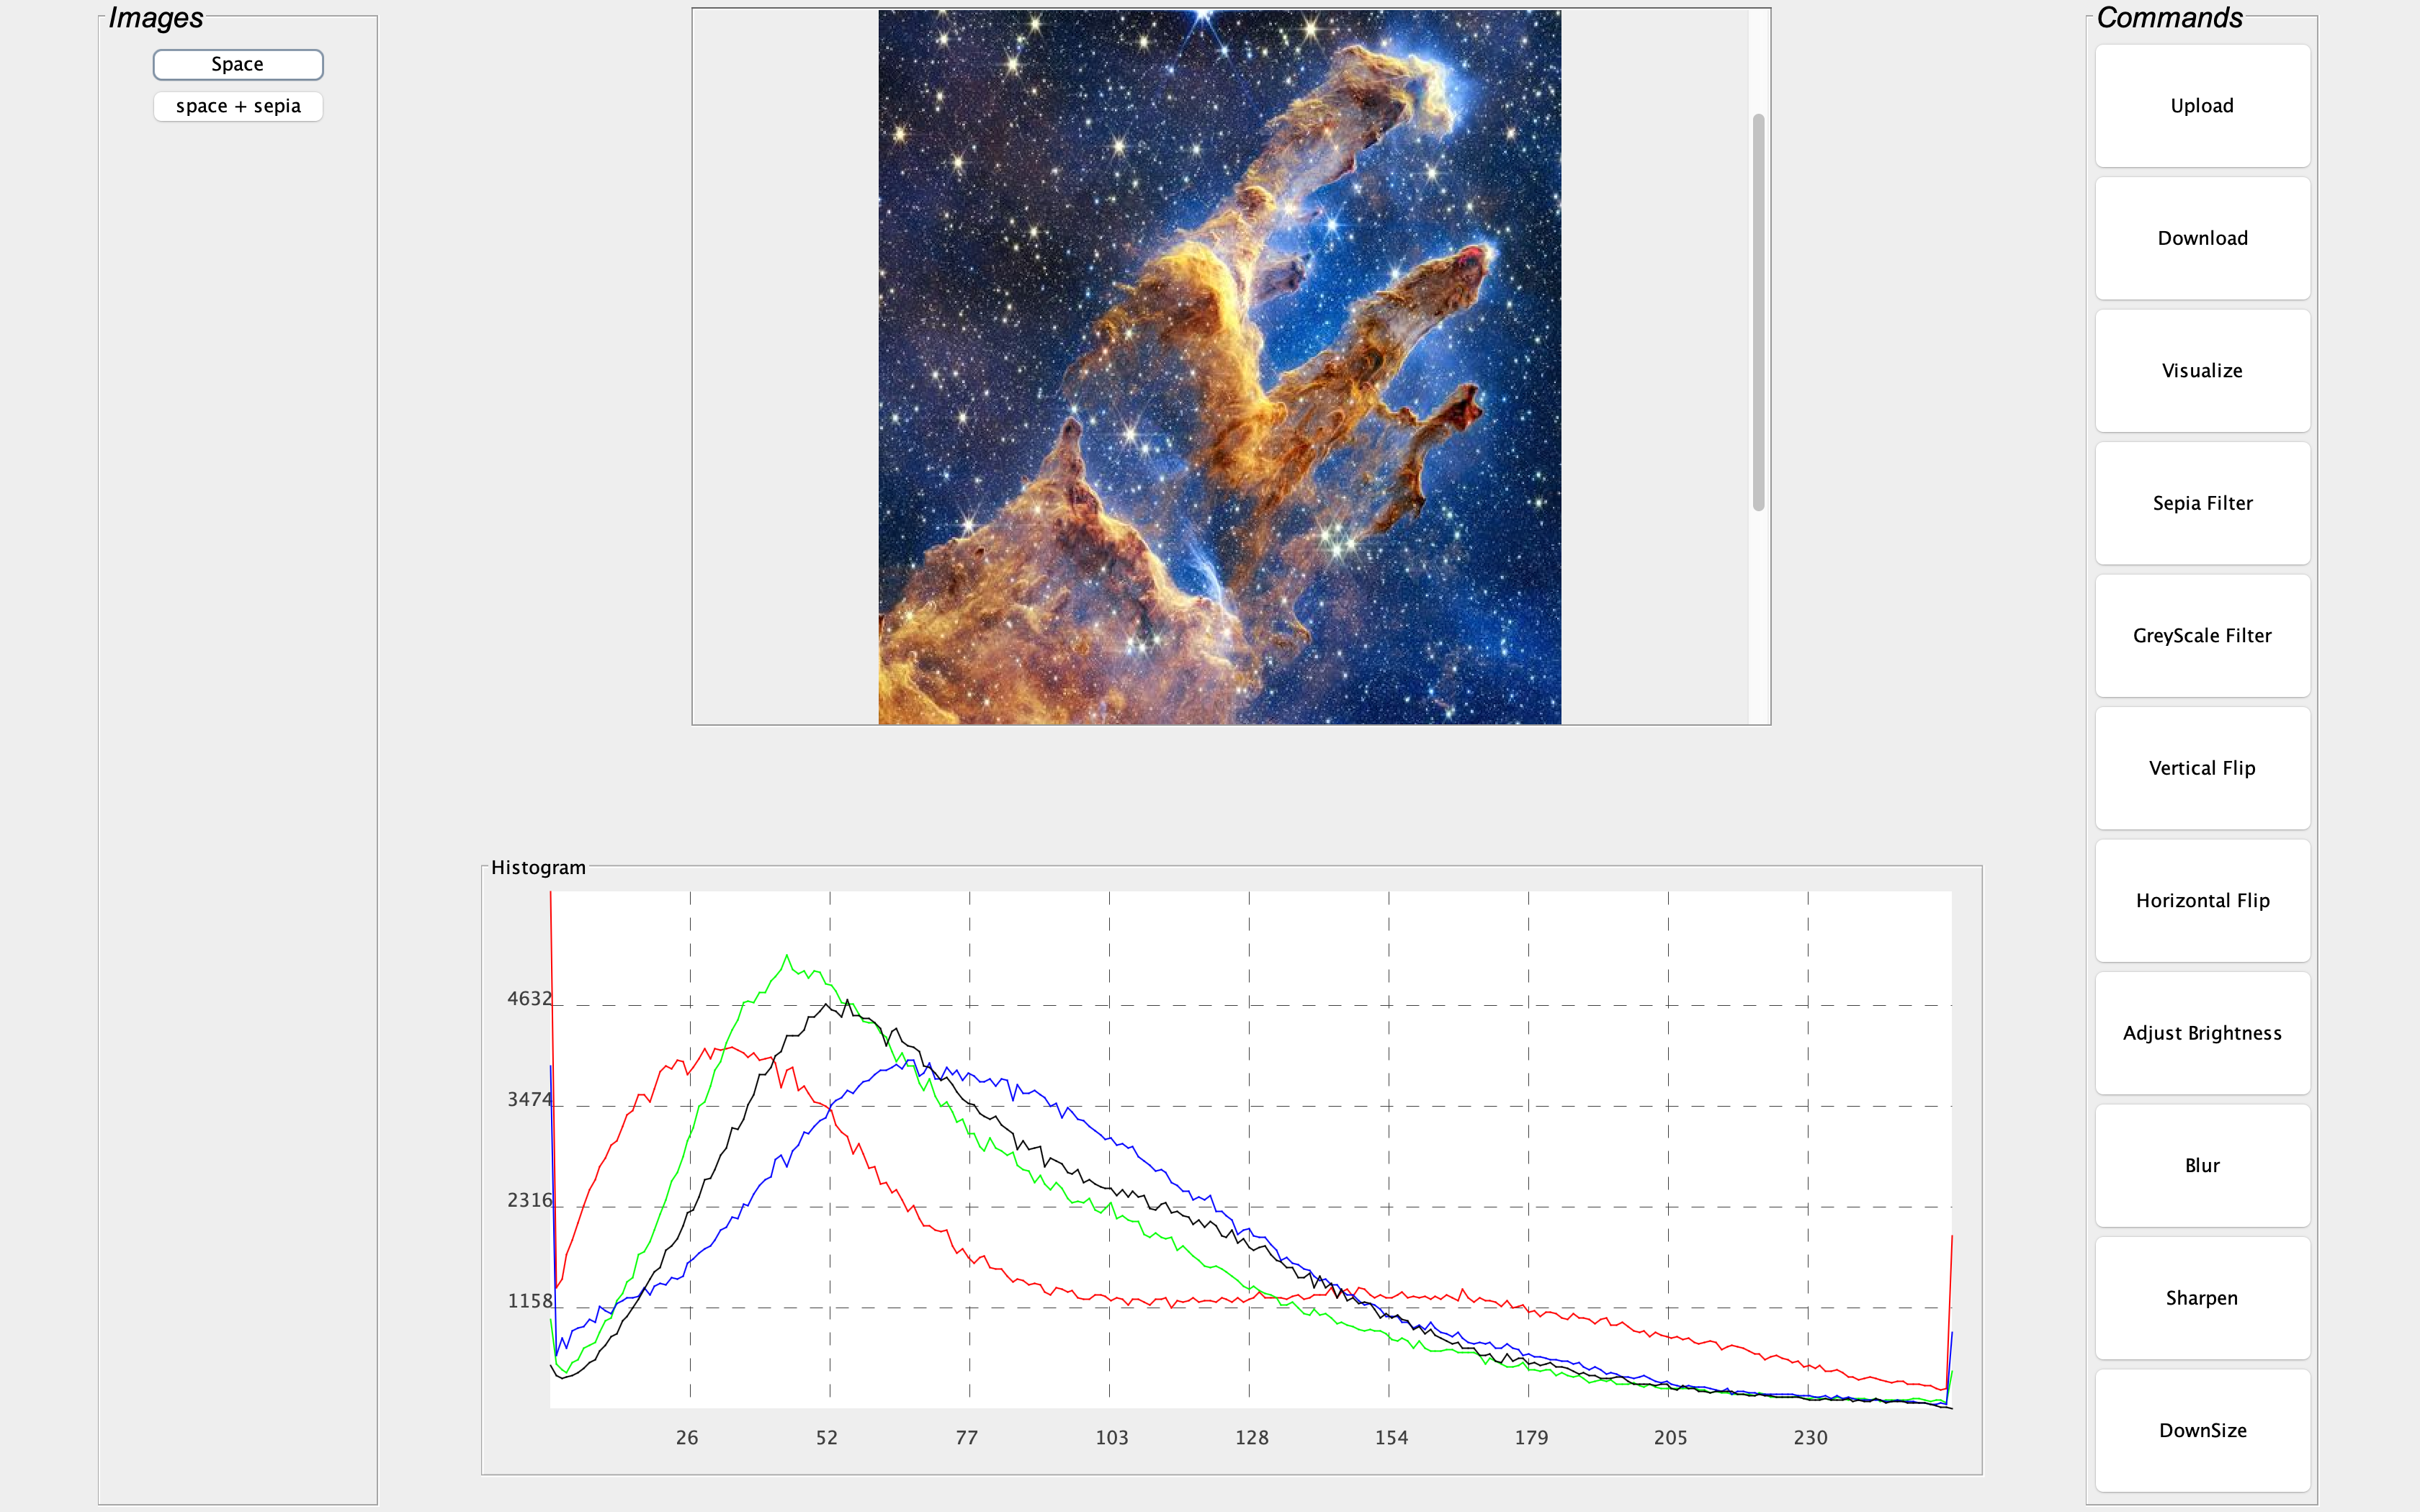 Images
Space
space + sepia
Histogram
4632
3474
2316
1158
26 52 77 103 128 154 179 205 230
Commands
Upload
Download
Visualize
Sepia Filter
GreyScale Filter
Vertical Flip
Horizontal Flip
Adjust Brightness
Blur
Sharpen
DownSize